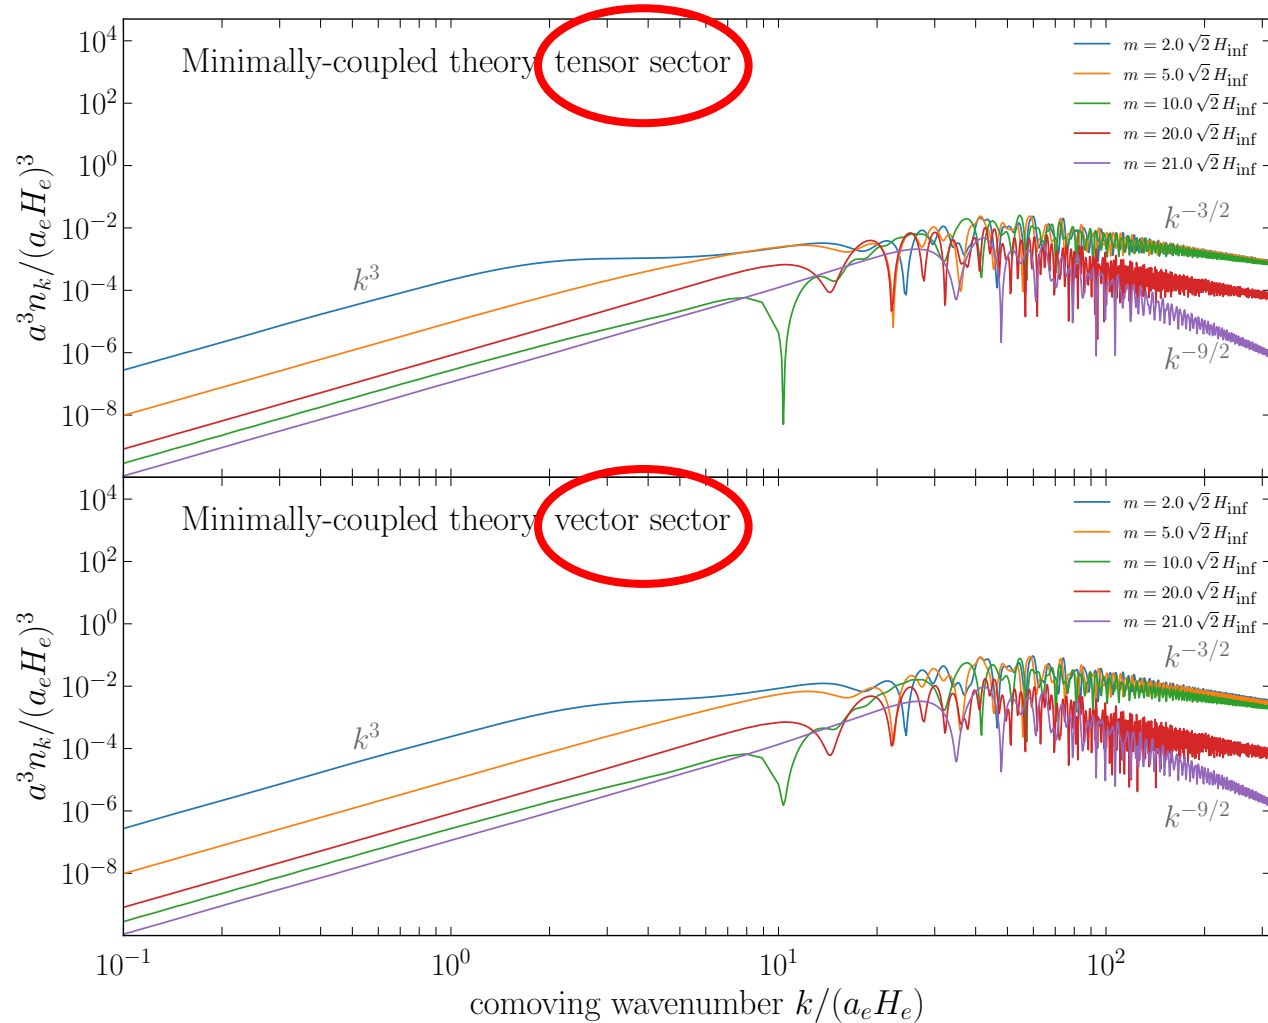 Minimally-coupled theory tensor sector
m = 2.0 √2 H_inf
m = 5.0 √2 H_inf
m = 10.0 √2 H_inf
m = 20.0 √2 H_inf
m = 21.0 √2 H_inf
10^4
10^2
10^0
10^−2
10^−4
10^−6
10^−8
a^3 n_k/(a_e H_e)^3
k^3
k^−3/2
k^−9/2
Minimally-coupled theory vector sector
m = 2.0 √2 H_inf
m = 5.0 √2 H_inf
m = 10.0 √2 H_inf
m = 20.0 √2 H_inf
m = 21.0 √2 H_inf
10^4
10^2
10^0
10^−2
10^−4
10^−6
10^−8
a^3 n_k/(a_e H_e)^3
k^3
k^−3/2
k^−9/2
10^−1
10^0
10^1
10^2
comoving wavenumber k/(a_e H_e)